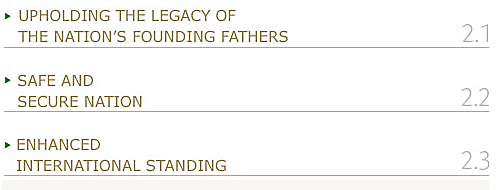 UPHOLDING THE LEGACY OF
THE NATION'S FOUNDING FATHERS
2.1
SAFE AND
SECURE NATION
2.2
ENHANCED
INTERNATIONAL STANDING
2.3